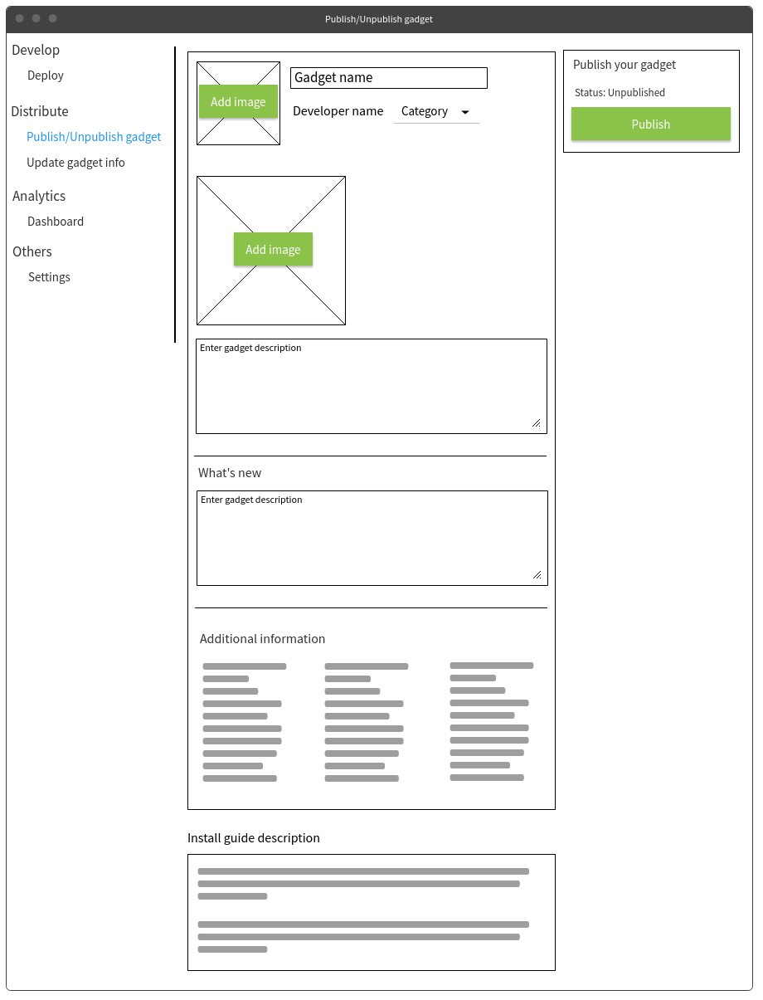 Publish/Unpublish gadget
Develop
Deploy
Distribute
Publish/Unpublish gadget
Update gadget info
Analytics
Dashboard
Others
Settings
Add image
Gadget name
Developer name
Category
Add image
Enter gadget description
What's new
Enter gadget description
Additional information
Install guide description
Publish your gadget
Status: Unpublished
Publish